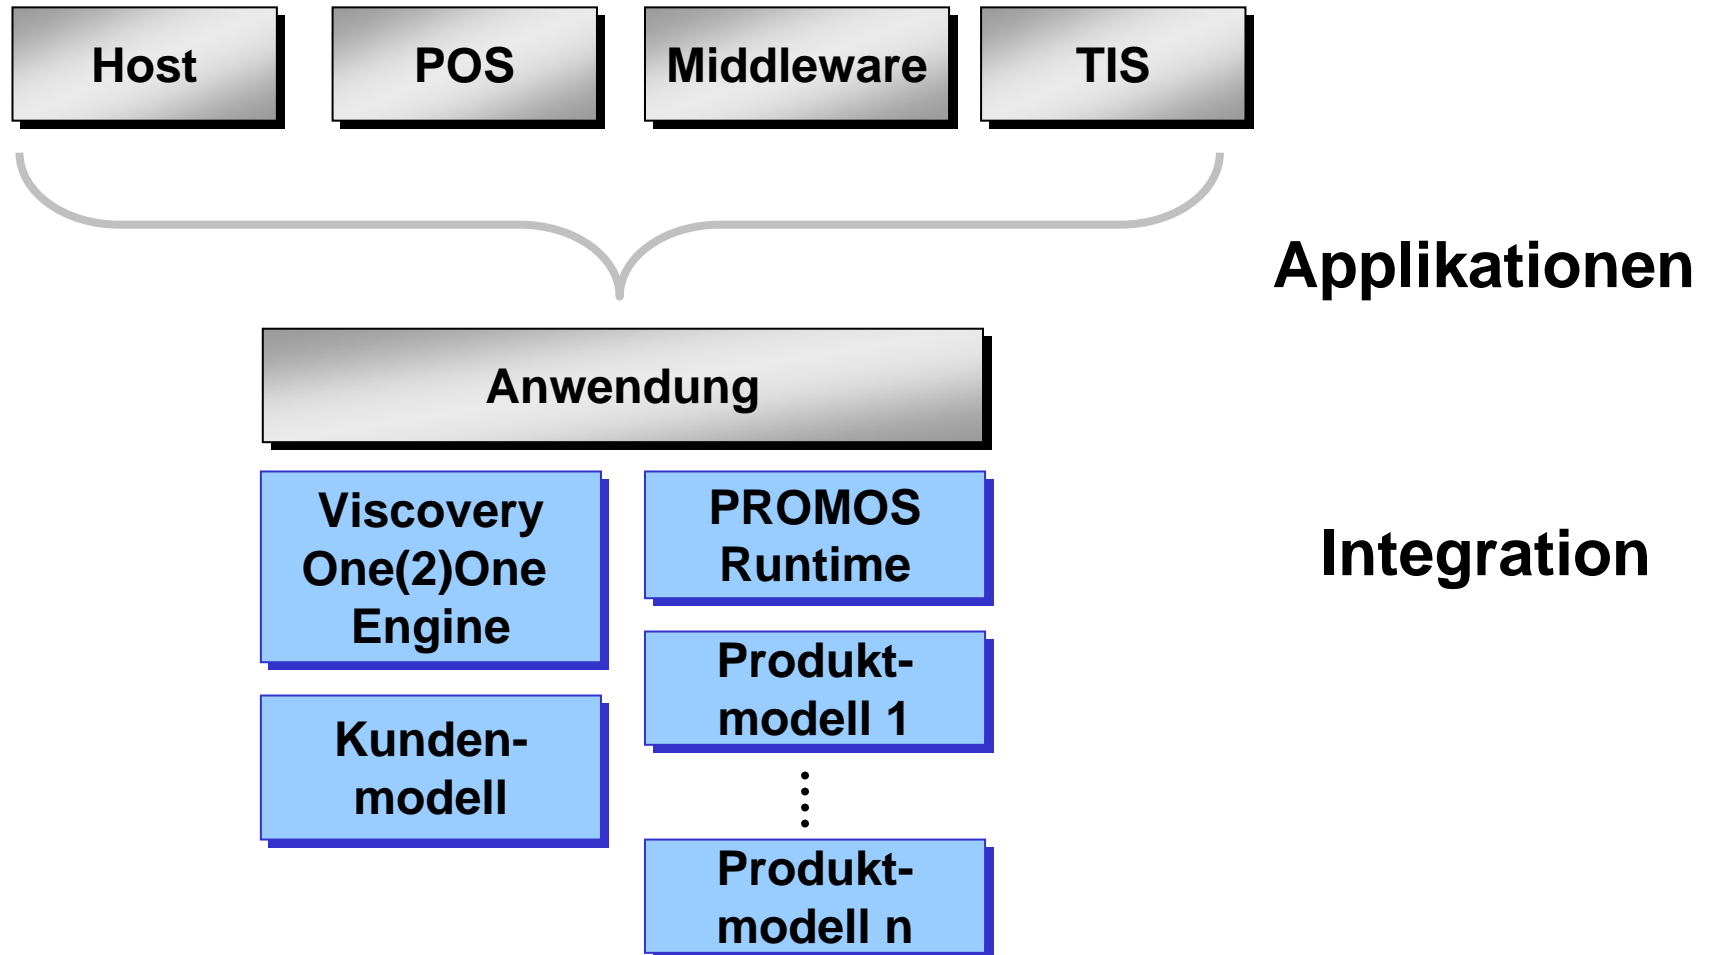 Host
POS
Middleware
TIS
Applikationen
Anwendung
Viscovery
One(2)One
Engine
PROMOS
Runtime
Integration
Produkt-
modell 1
Kunden-
modell
Produkt-
modell n